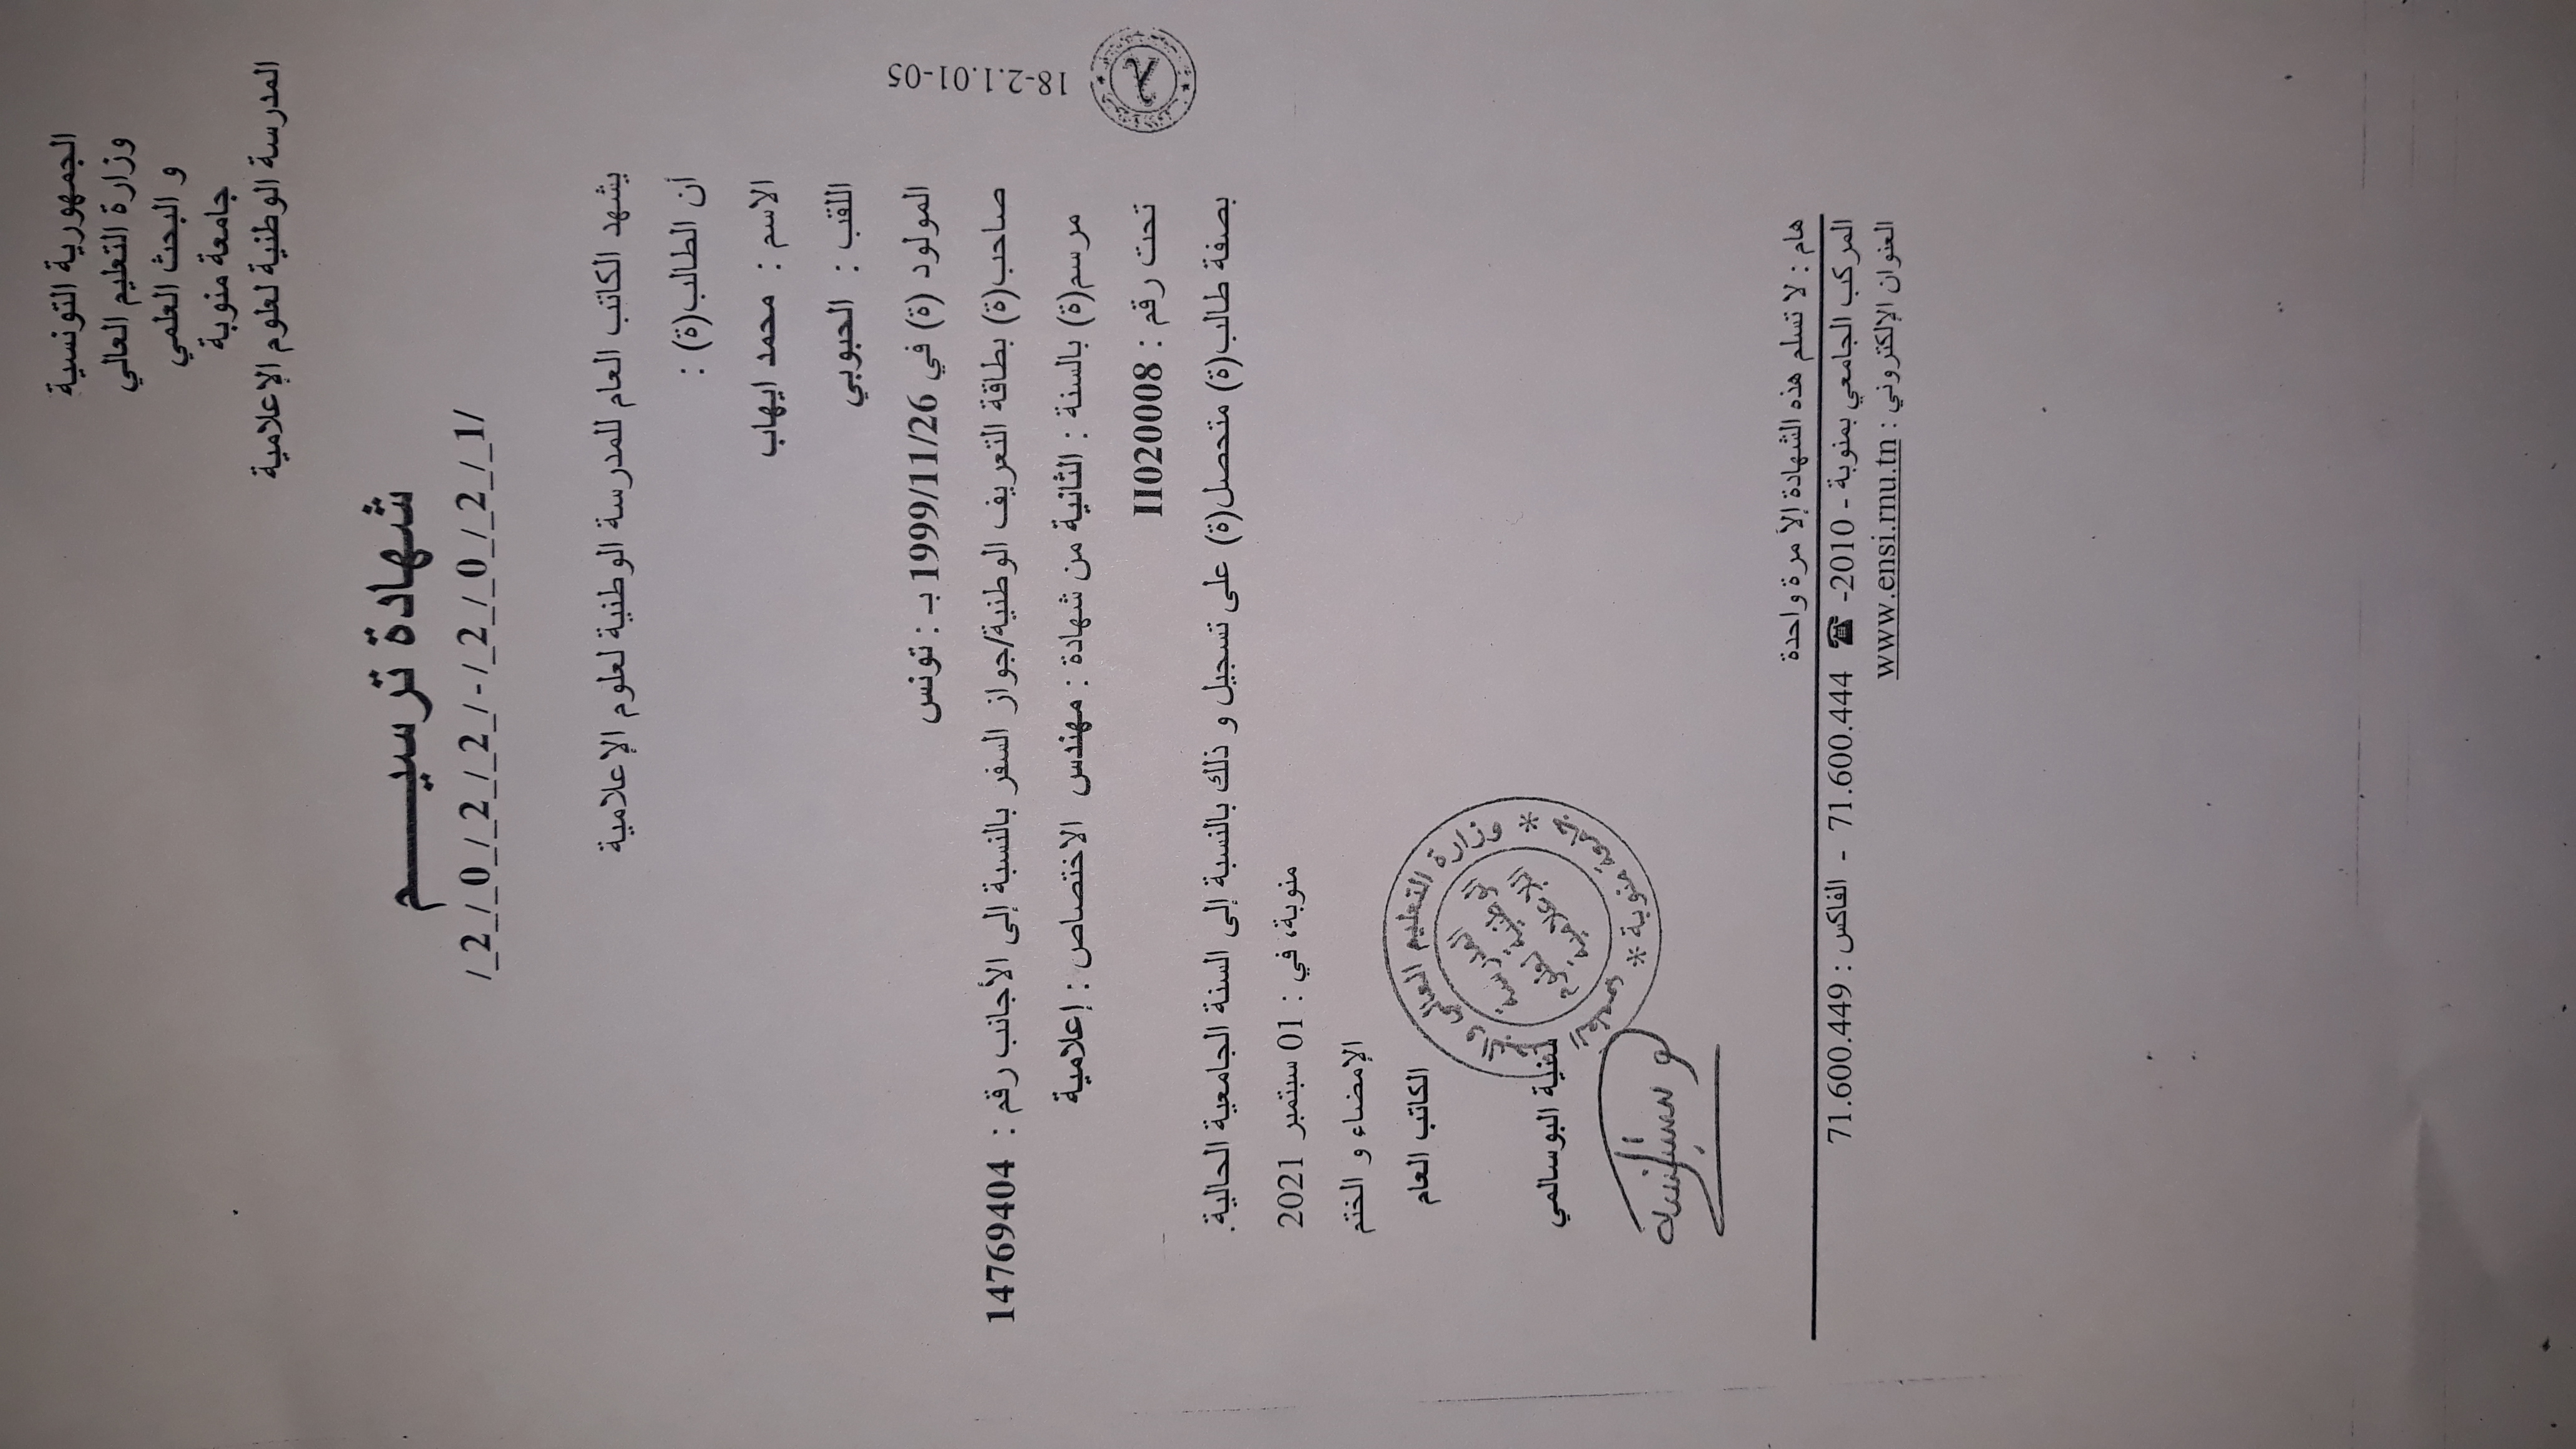 الجمهورية التونسية
وزارة التعليم العالي
و البحث العلمي
جامعة منوبة
المدرسة الوطنية لعلوم الإعلامية
شهادة ترسيـــــم
/_2_/_0_/_2_/_2_/-/_2_/_0_/_2_/_1/
يشهد الكاتب العام للمدرسة الوطنية لعلوم الإعلامية
أن الطالب(ة) :
الاسم : محمد ايهاب
اللقب : الحبوبي
المولود (ة) في 1999/11/26 بـ : تونس
صاحب(ة) بطاقة التعريف الوطنية/جواز السفر بالنسبة إلى الأجانب رقم : 14769404
مرسم(ة) بالسنة : الثانية من شهادة : مهندس الاختصاص : إعلامية
تحت رقم : II020008
بصفة طالب(ة) متحصل(ة) على تسجيل و ذلك بالنسبة إلى السنة الجامعية الحالية.
18-2.1.01-05
منوبة، في : 01 سبتمبر 2021
الإمضاء و الختم
الكاتب العام
وزارة التعليم العالي والبحث العلمي * جامعة منوبة *
المدرسة
الوطنية لعلوم
الإعلامية
سنية البوسالمي
هام : لا تسلم هذه الشهادة إلاّ مرة واحدة
المركب الجامعي بمنوبة - 2010- ☎ 71.600.444 - الفاكس : 71.600.449
العنوان الإلكتروني : www.ensi.rnu.tn